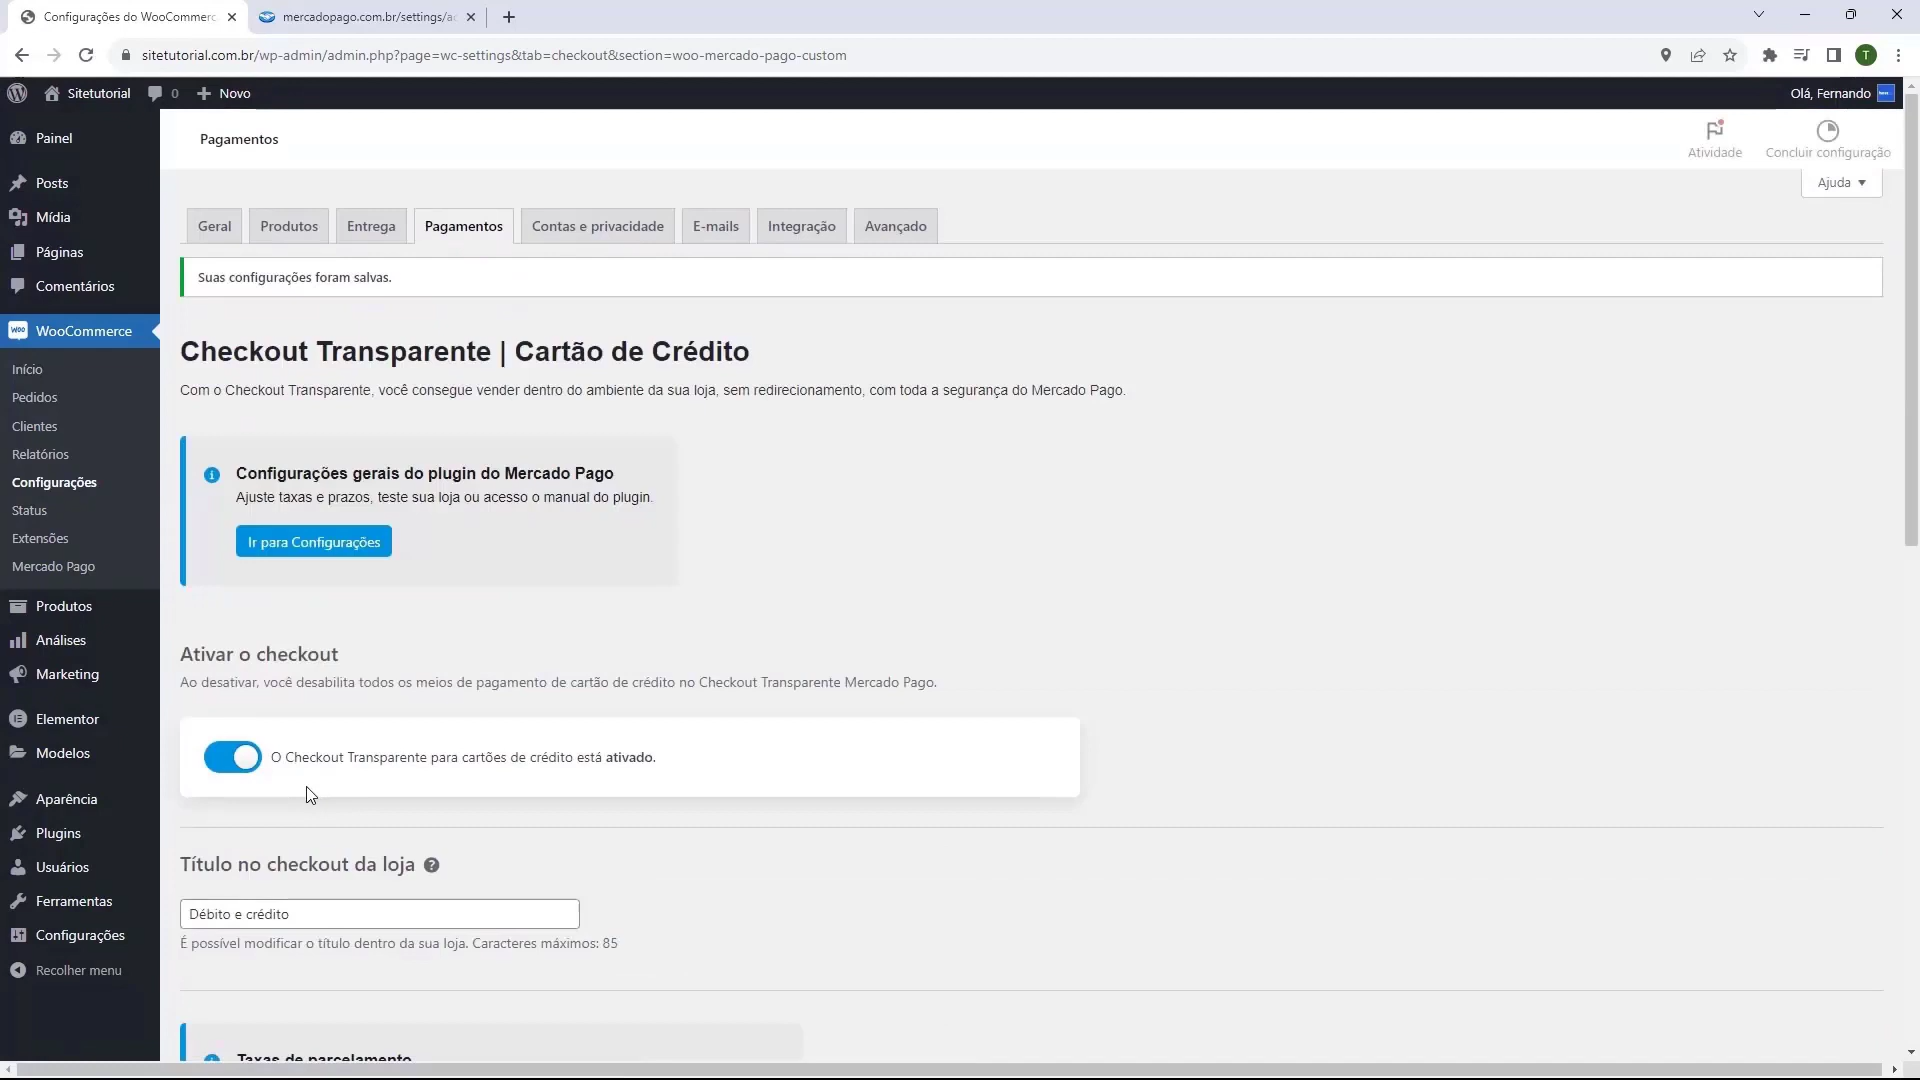 Configurações do WooCommerc
mercadopago.com.br/settings/ac
sitetutorial.com.br/wp-admin/admin.php?page=wc-settings&tab=checkout&section=woo-mercado-pago-custom
T
Sitetutorial
0
Novo
Olá, Fernando
Painel
Posts
Mídia
Páginas
Comentários
WooCommerce
Início
Pedidos
Clientes
Relatórios
Configurações
Status
Extensões
Mercado Pago
Produtos
Análises
Marketing
Elementor
Modelos
Aparência
Plugins
Usuários
Ferramentas
Configurações
Recolher menu
Pagamentos
Atividade
Concluir configuração
Ajuda
Geral
Produtos
Entrega
Pagamentos
Contas e privacidade
E-mails
Integração
Avançado
Suas configurações foram salvas.
Checkout Transparente | Cartão de Crédito
Com o Checkout Transparente, você consegue vender dentro do ambiente da sua loja, sem redirecionamento, com toda a segurança do Mercado Pago.
Configurações gerais do plugin do Mercado Pago
Ajuste taxas e prazos, teste sua loja ou acesso o manual do plugin.
Ir para Configurações
Ativar o checkout
Ao desativar, você desabilita todos os meios de pagamento de cartão de crédito no Checkout Transparente Mercado Pago.
O Checkout Transparente para cartões de crédito está ativado.
Título no checkout da loja
Débito e crédito
É possível modificar o título dentro da sua loja. Caracteres máximos: 85
Taxas de parcelamento